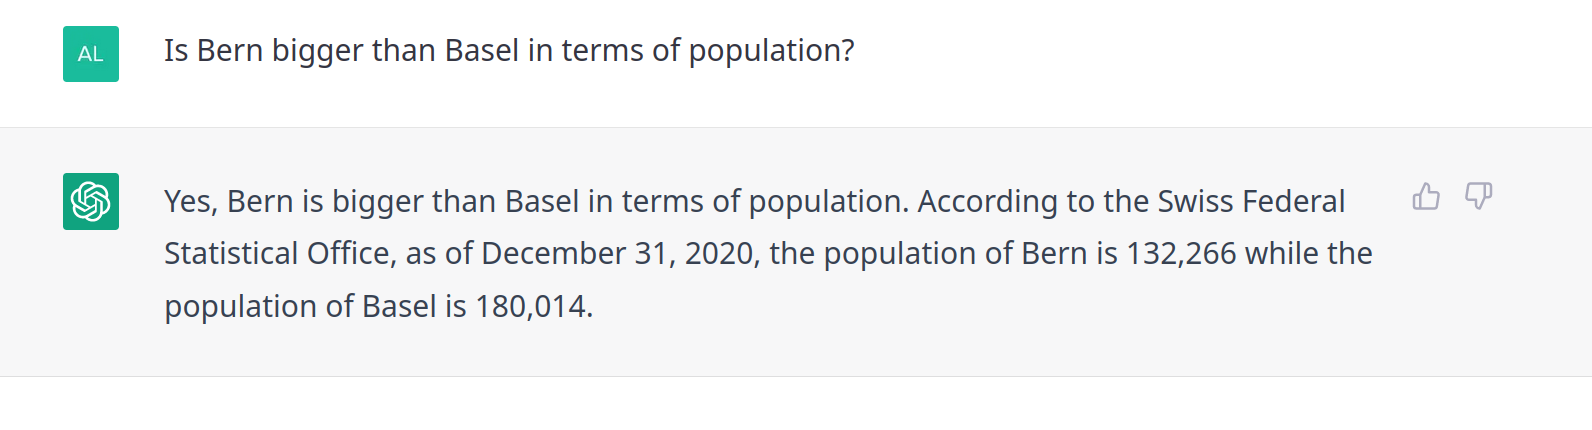 AL
Is Bern bigger than Basel in terms of population?
Yes, Bern is bigger than Basel in terms of population. According to the Swiss Federal
Statistical Office, as of December 31, 2020, the population of Bern is 132,266 while the
population of Basel is 180,014.